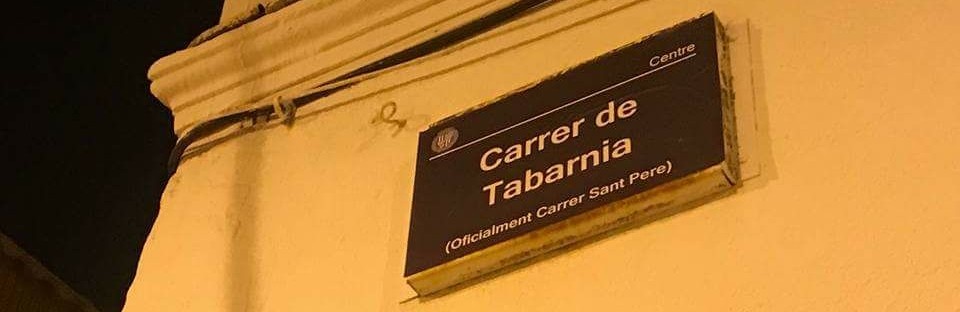 Centre
Carrer de
Tabarnia
(Oficialment Carrer Sant Pere)